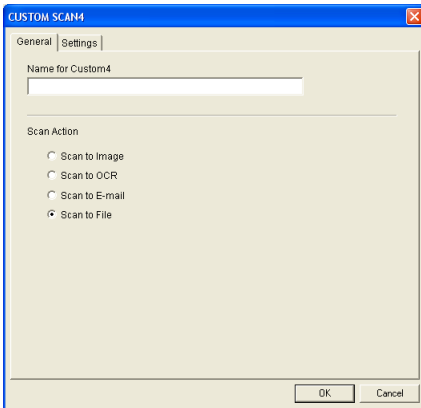 CUSTOM SCAN4
General Settings
Name for Custom4
Scan Action
Scan to Image
Scan to OCR
Scan to E-mail
Scan to File
OK Cancel